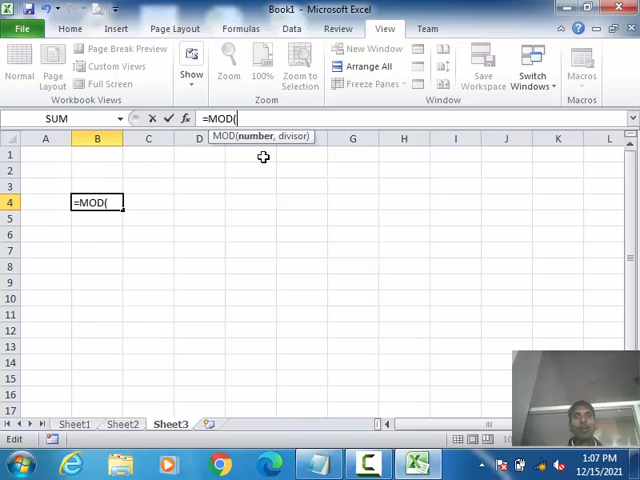 Book1 - Microsoft Excel
File Home Insert Page Layout Formulas Data Review View Team
Normal
Page
Layout
Page Break Preview
Custom Views
Full Screen
Workbook Views
Show
Zoom
100%
Zoom to
Selection
Zoom
New Window
Arrange All
Freeze Panes
Save
Workspace
Switch
Windows
Window
Macros
Macros
SUM
fx
=MOD(
MOD(number, divisor)
A B C D G H I J K L
1
2
3
4 =MOD(
5
6
7
8
9
10
11
12
13
14
15
16
17
Sheet1 Sheet2 Sheet3
Edit
1:07 PM
12/15/2021